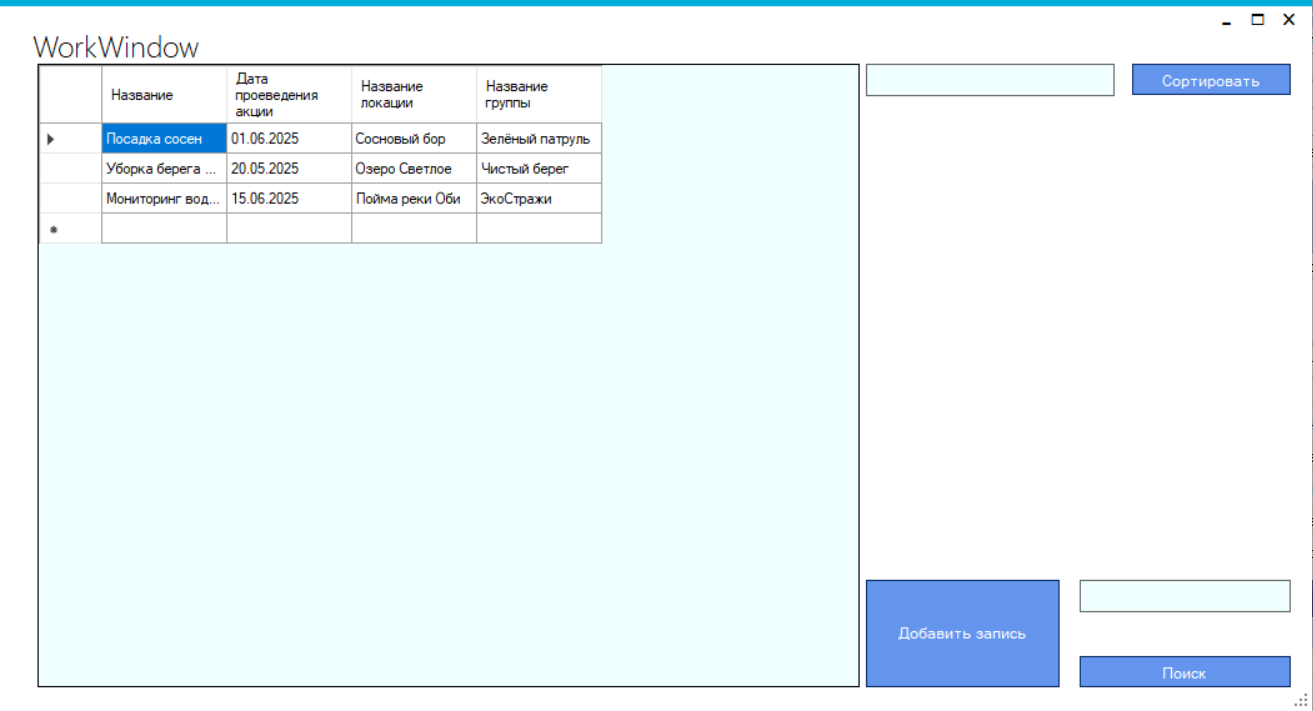 WorkWindow
Название
Дата
проеведения
акции
Название
локации
Название
группы
Посадка сосен 01.06.2025 Сосновый бор Зелёный патруль
Уборка берега ... 20.05.2025 Озеро Светлое Чистый берег
Мониторинг вод... 15.06.2025 Пойма реки Оби ЭкоСтражи
Сортировать
Добавить запись
Поиск